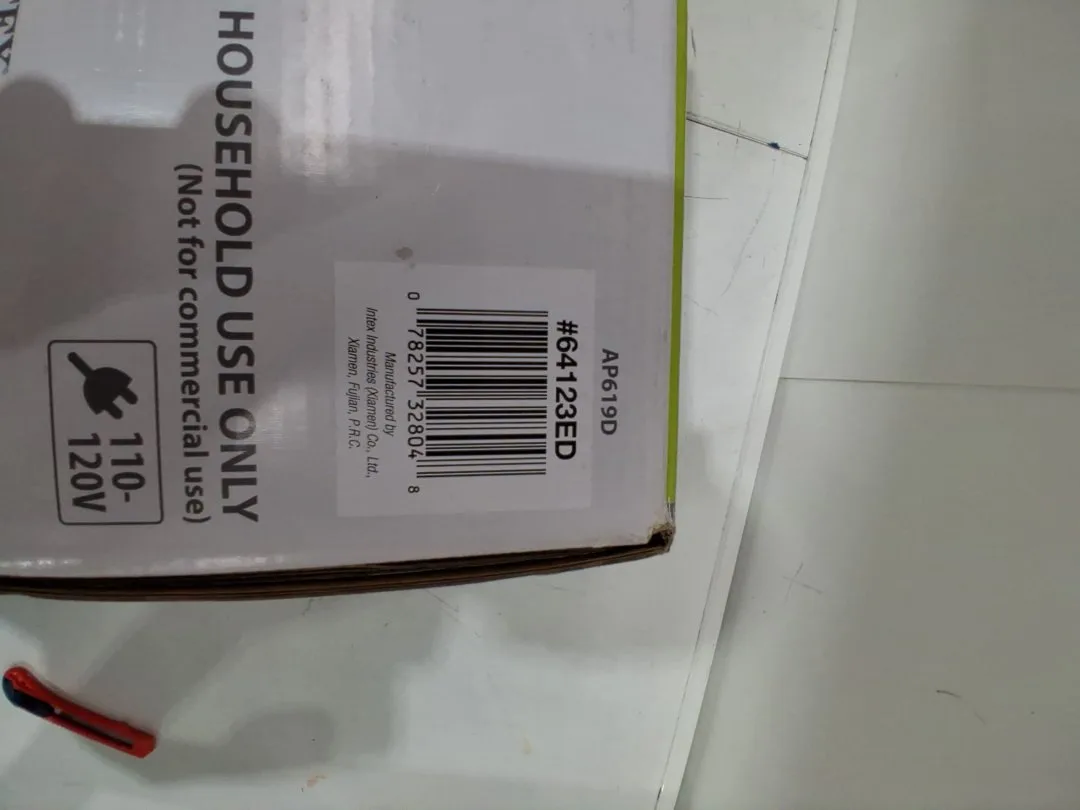 HOUSEHOLD USE ONLY
(Not for commercial use)
110-
120V
AP619D
#64123ED
0 78257 32804 8
Manufactured by
Intex Industries (Xiamen) Co., Ltd.,
Xiamen, Fujian, P.R.C.